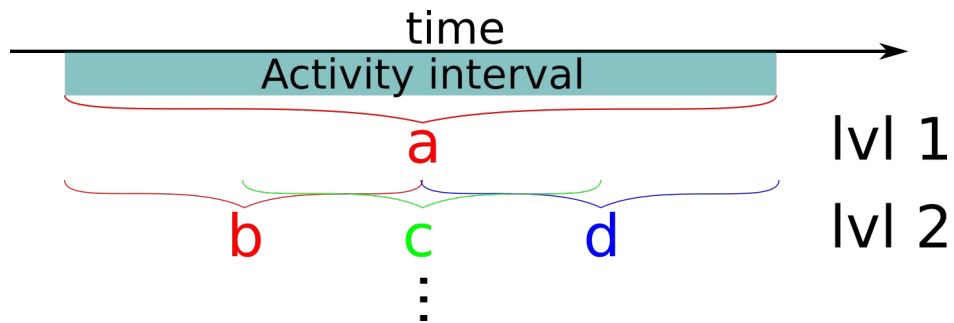 time
Activity interval
a
lvl 1
b c d
lvl 2
⋮